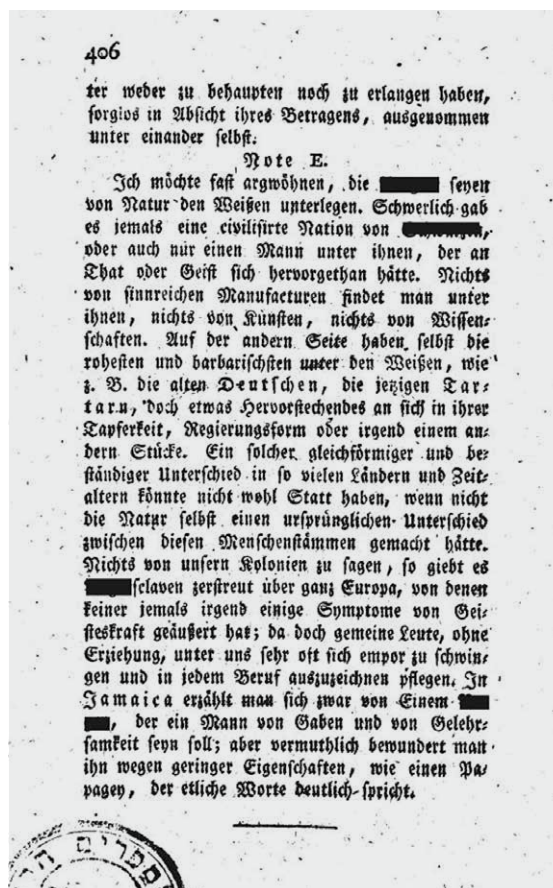 406
ter weder zu behaupten noch zu erlangen haben,
sorglos in Absicht ihres Betragens, ausgenommen
unter einander selbst.
Note E.
Ich möchte fast argwöhnen, die seyen
von Natur den Weißen unterlegen. Schwerlich gab
es jemals eine civilisirte Nation von
oder auch nur einen Mann unter ihnen, der an
That oder Geist sich hervorgethan hätte. Nichts
von sinnreichen Manufacturen findet man unter
ihnen, nichts von Künsten, nichts von Wissen-
schaften. Auf der andern Seite haben selbst die
rohesten und barbarischsten unter den Weißen, wie
z. B. die alten Deutschen, die jetzigen Tar-
tarn, doch etwas Hervorstechendes an sich in ihrer
Tapferkeit, Regierungsform oder irgend einem an-
dern Stücke. Ein solcher gleichförmiger und be-
ständiger Unterschied in so vielen Ländern und Zeit-
altern könnte nicht wohl Statt haben, wenn nicht
die Natur selbst einen ursprünglichen Unterschied
zwischen diesen Menschenstämmen gemacht hätte.
Nichts von unsern Kolonien zu sagen, so giebt es
sclaven zerstreut über ganz Europa, von denen
keiner jemals irgend einige Symptome von Gei-
steskraft geäußert hat; da doch gemeine Leute, ohne
Erziehung, unter uns sehr oft sich empor zu schwin-
gen und in jedem Beruf auszuzeichnen pflegen. In
Jamaica erzählt man sich zwar von Einem
, der ein Mann von Gaben und von Gelehr-
samkeit seyn soll; aber vermuthlich bewundert man
ihn wegen geringer Eigenschaften, wie einen Pa-
pagey, der etliche Worte deutlich spricht.